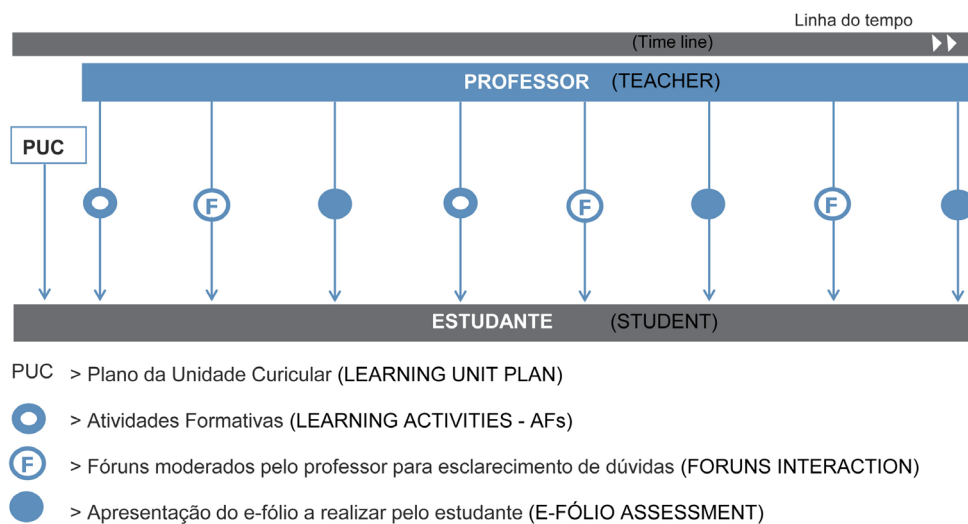 Linha do tempo
(Time line)
PROFESSOR (TEACHER)
PUC
F F F
ESTUDANTE (STUDENT)
PUC > Plano da Unidade Curicular (LEARNING UNIT PLAN)
> Atividades Formativas (LEARNING ACTIVITIES - AFs)
F > Fóruns moderados pelo professor para esclarecimento de dúvidas (FORUNS INTERACTION)
> Apresentação do e-fólio a realizar pelo estudante (E-FÓLIO ASSESSMENT)